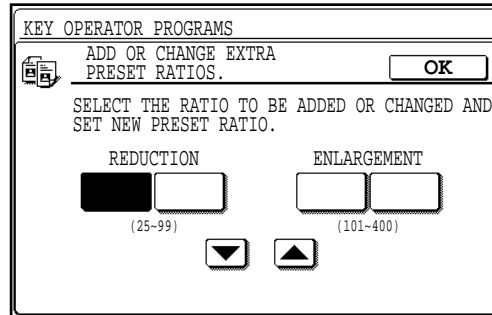 KEY OPERATOR PROGRAMS
ADD OR CHANGE EXTRA
PRESET RATIOS.
OK
SELECT THE RATIO TO BE ADDED OR CHANGED AND
SET NEW PRESET RATIO.
REDUCTION ENLARGEMENT
(25~99) (101~400)